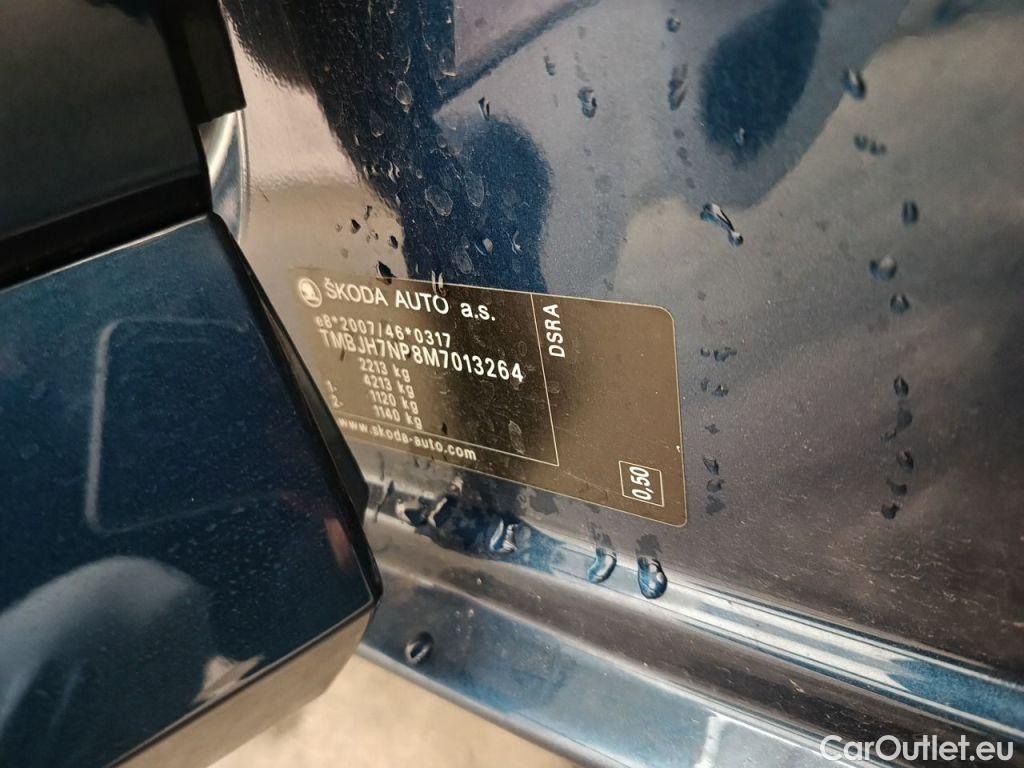 ŠKODA AUTO a.s.
e8*2007/46*0317
TMBJH7NP8M7013264
2213 kg
4213 kg
1- 1120 kg
2- 1140 kg
www.skoda-auto.com
DSRA
0,50
CarOutlet.eu